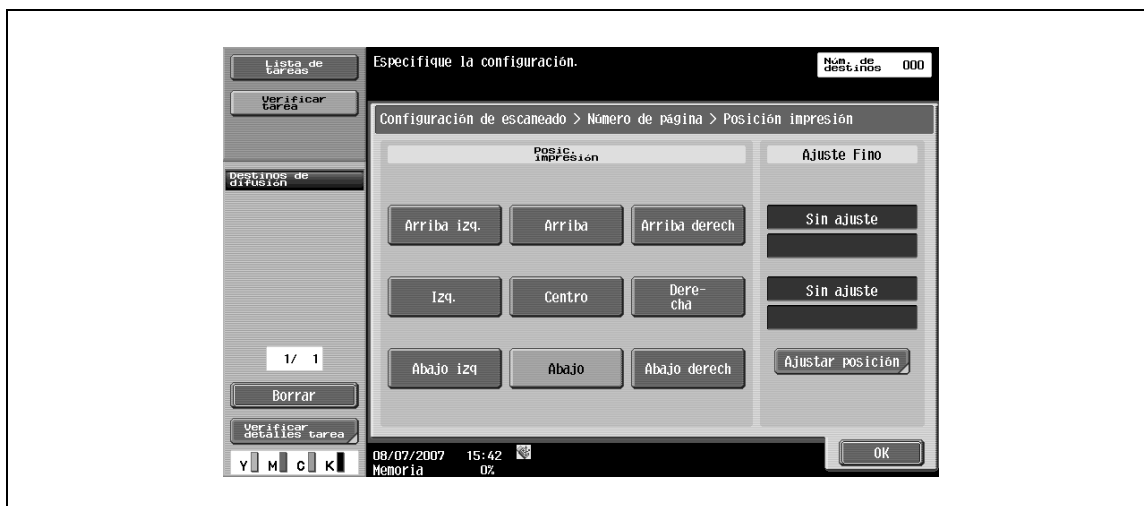 Lista de
tareas
Verificar
tarea
Destinos de
difusión
1/ 1
Borrar
Verificar
detalles tarea
Y M C K
Especifique la configuración.
Núm. de
destinos 000
Configuración de escaneado > Número de página > Posición impresión
Posic.
impresión
Ajuste Fino
Arriba izq. Arriba Arriba derech
Sin ajuste
Izq. Centro Dere-
cha
Sin ajuste
Abajo izq Abajo Abajo derech
Ajustar posición
OK
08/07/2007 15:42
Memoria 0%